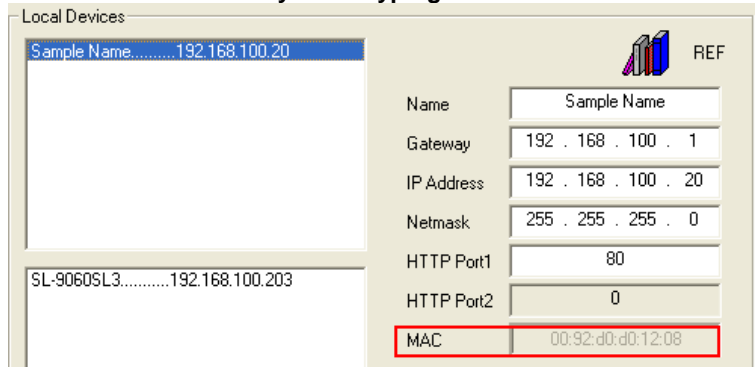 Local Devices
Sample Name..........192.168.100.20
REF
Name Sample Name
Gateway 192 . 168 . 100 . 1
IP Address 192 . 168 . 100 . 20
Netmask 255 . 255 . 255 . 0
HTTP Port1 80
SL-9060SL3..........192.168.100.203
HTTP Port2 0
MAC 00:92:d0:d0:12:08